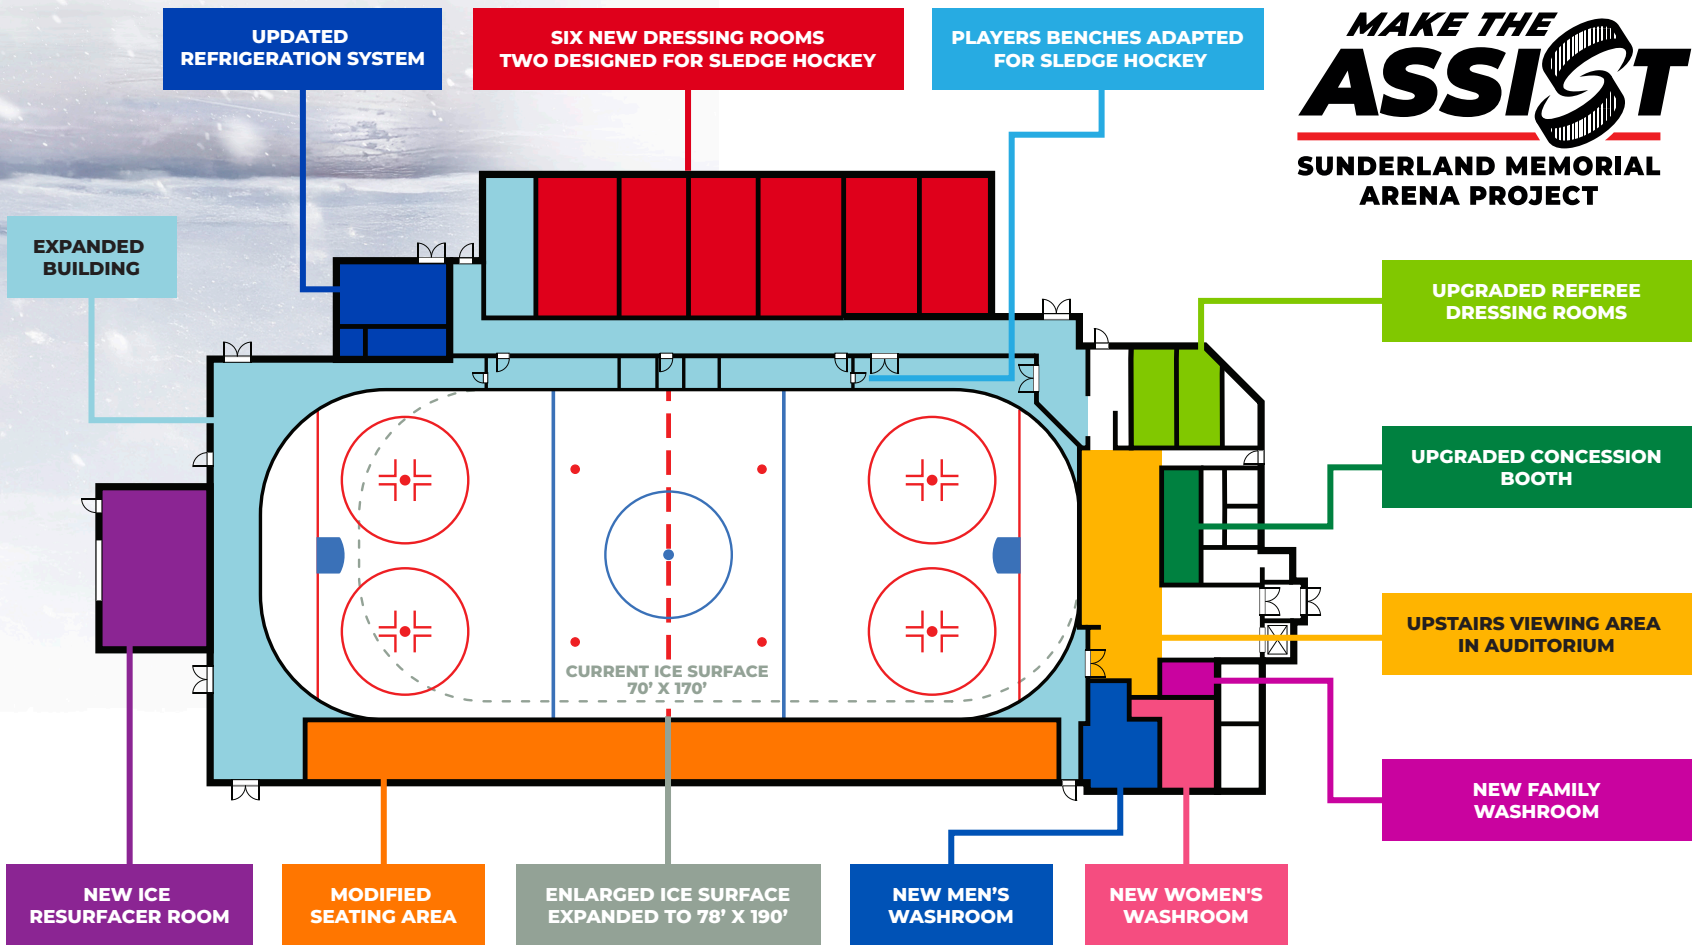 UPDATED
REFRIGERATION SYSTEM
SIX NEW DRESSING ROOMS
TWO DESIGNED FOR SLEDGE HOCKEY
PLAYERS BENCHES ADAPTED
FOR SLEDGE HOCKEY
MAKE THE
ASSIST
SUNDERLAND MEMORIAL
ARENA PROJECT
EXPANDED
BUILDING
UPGRADED REFEREE
DRESSING ROOMS
UPGRADED CONCESSION
BOOTH
UPSTAIRS VIEWING AREA
IN AUDITORIUM
CURRENT ICE SURFACE
70’ X 170’
NEW FAMILY
WASHROOM
NEW ICE
RESURFACER ROOM
MODIFIED
SEATING AREA
ENLARGED ICE SURFACE
EXPANDED TO 78’ X 190’
NEW MEN’S
WASHROOM
NEW WOMEN'S
WASHROOM